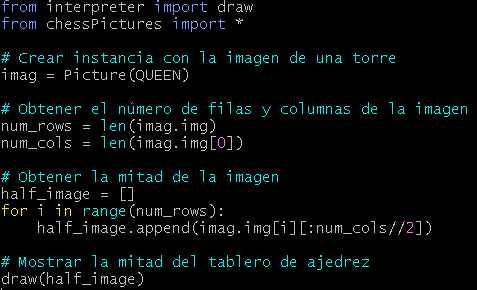 from interpreter import draw
from chessPictures import *
# Crear instancia con la imagen de una torre
imag = Picture(QUEEN)
# Obtener el número de filas y columnas de la imagen
num_rows = len(imag.img)
num_cols = len(imag.img[0])
# Obtener la mitad de la imagen
half_image = []
for i in range(num_rows):
    half_image.append(imag.img[i][:num_cols//2])
# Mostrar la mitad del tablero de ajedrez
draw(half_image)